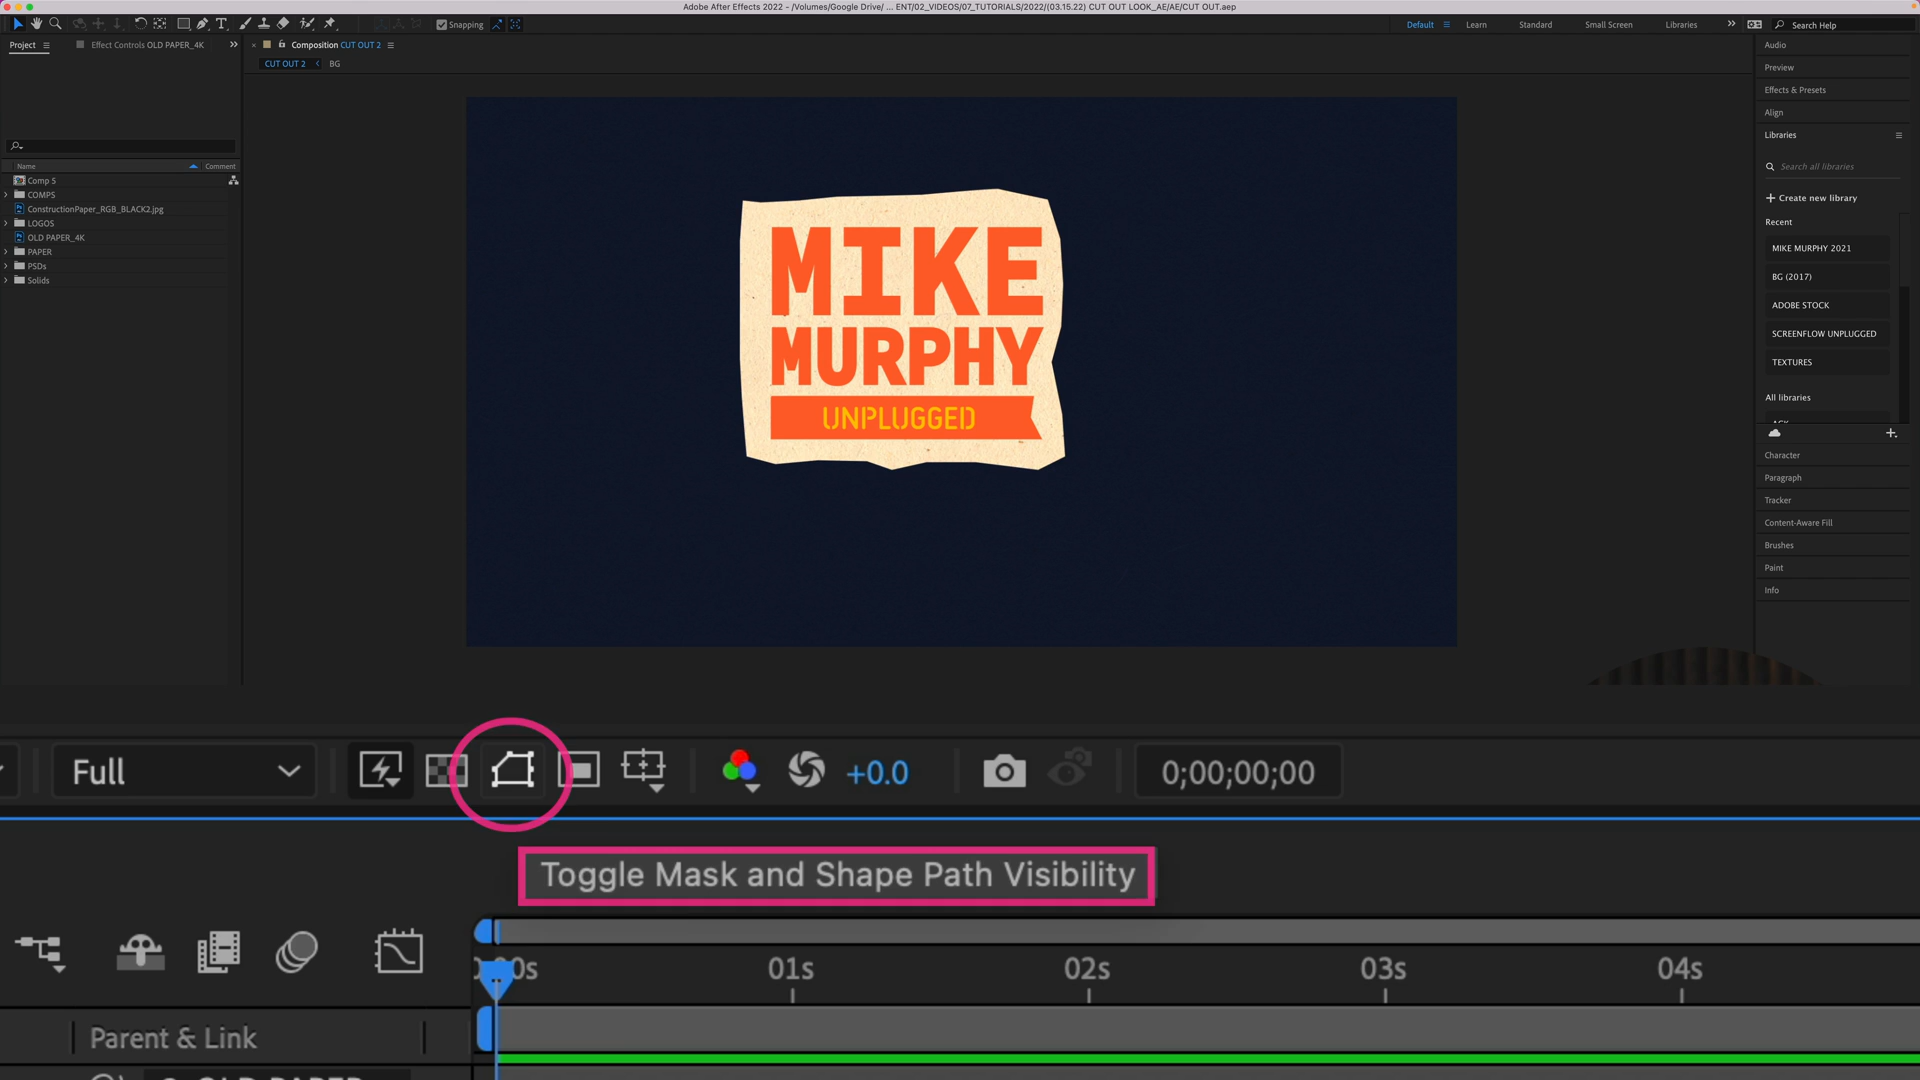 Adobe After Effects 2022 - /Volumes/Google Drive/ ... ENT/02_VIDEOS/07_TUTORIALS/2022/(03.15.22) CUT OUT LOOK_AE/AE/CUT OUT.aep
Snapping
Default
Learn
Standard
Small Screen
Libraries
Search Help
Project
Effect Controls OLD PAPER_4K
Composition CUT OUT 2
CUT OUT 2
BG
Name
Comment
Comp 5
COMPS
ConstructionPaper_RGB_BLACK2.jpg
LOGOS
OLD PAPER_4K
PAPER
PSDs
Solids
MIKE
MURPHY
UNPLUGGED
Audio
Preview
Effects & Presets
Align
Libraries
Search all libraries
Create new library
Recent
MIKE MURPHY 2021
BG (2017)
ADOBE STOCK
SCREENFLOW UNPLUGGED
TEXTURES
All libraries
Character
Paragraph
Tracker
Content-Aware Fill
Brushes
Paint
Info
Full
+0.0
0;00;00;00
Toggle Mask and Shape Path Visibility
01s
02s
03s
04s
Parent & Link